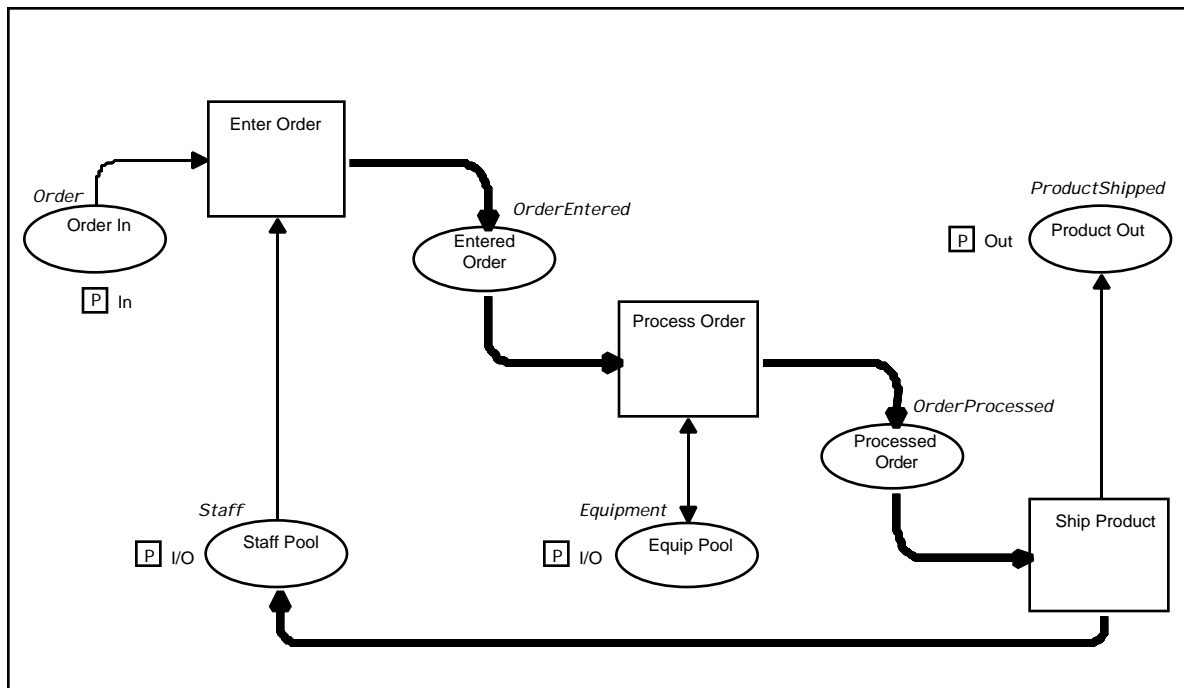 Enter Order
Order
Order In
P In
OrderEntered
Entered
Order
ProductShipped
P Out
Product Out
Process Order
OrderProcessed
Processed
Order
Staff
P I/O
Staff Pool
Equipment
P I/O
Equip Pool
Ship Product